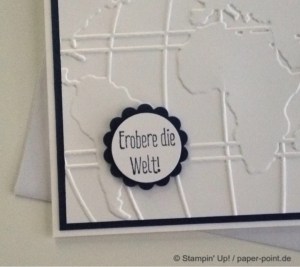 Erobere die
Welt!
© Stampin' Up! / paper-point.de